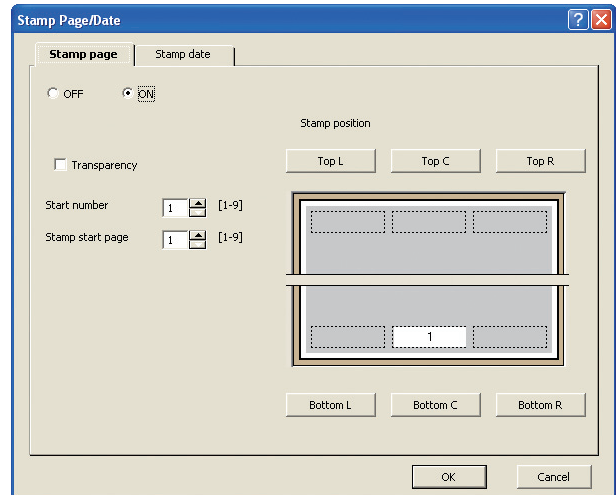 Stamp Page/Date
Stamp page Stamp date
OFF ON
Stamp position
Transparency
Top L Top C Top R
Start number 1 [1-9]
Stamp start page 1 [1-9]
1
Bottom L Bottom C Bottom R
OK Cancel